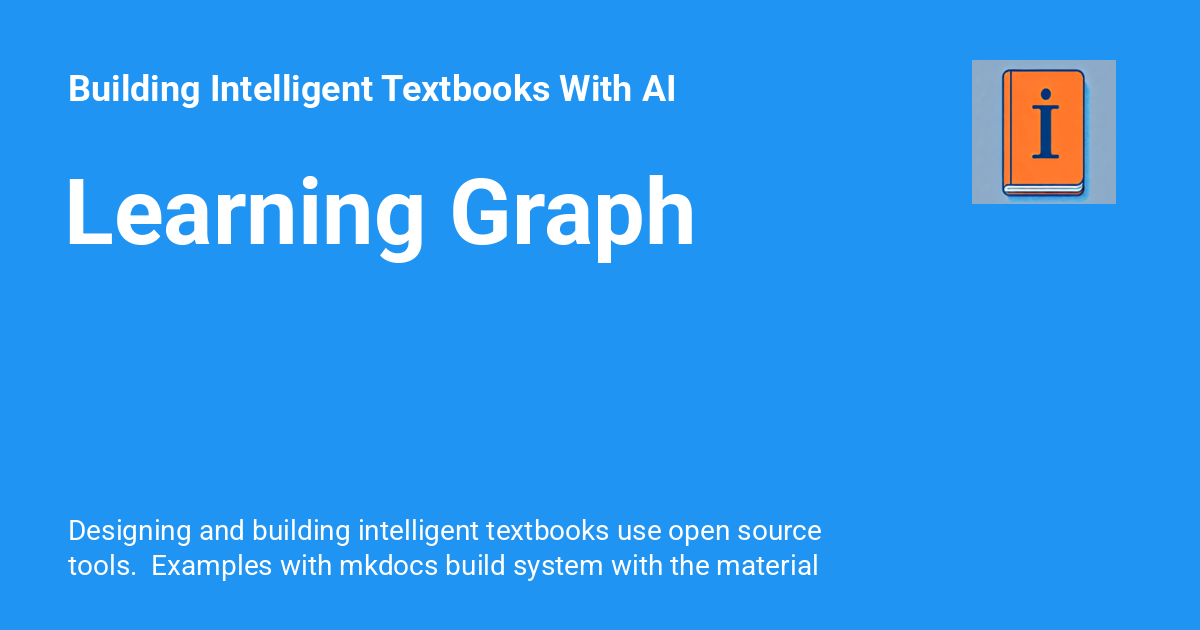 Building Intelligent Textbooks With AI
i
Learning Graph
Designing and building intelligent textbooks use open source
tools.  Examples with mkdocs build system with the material